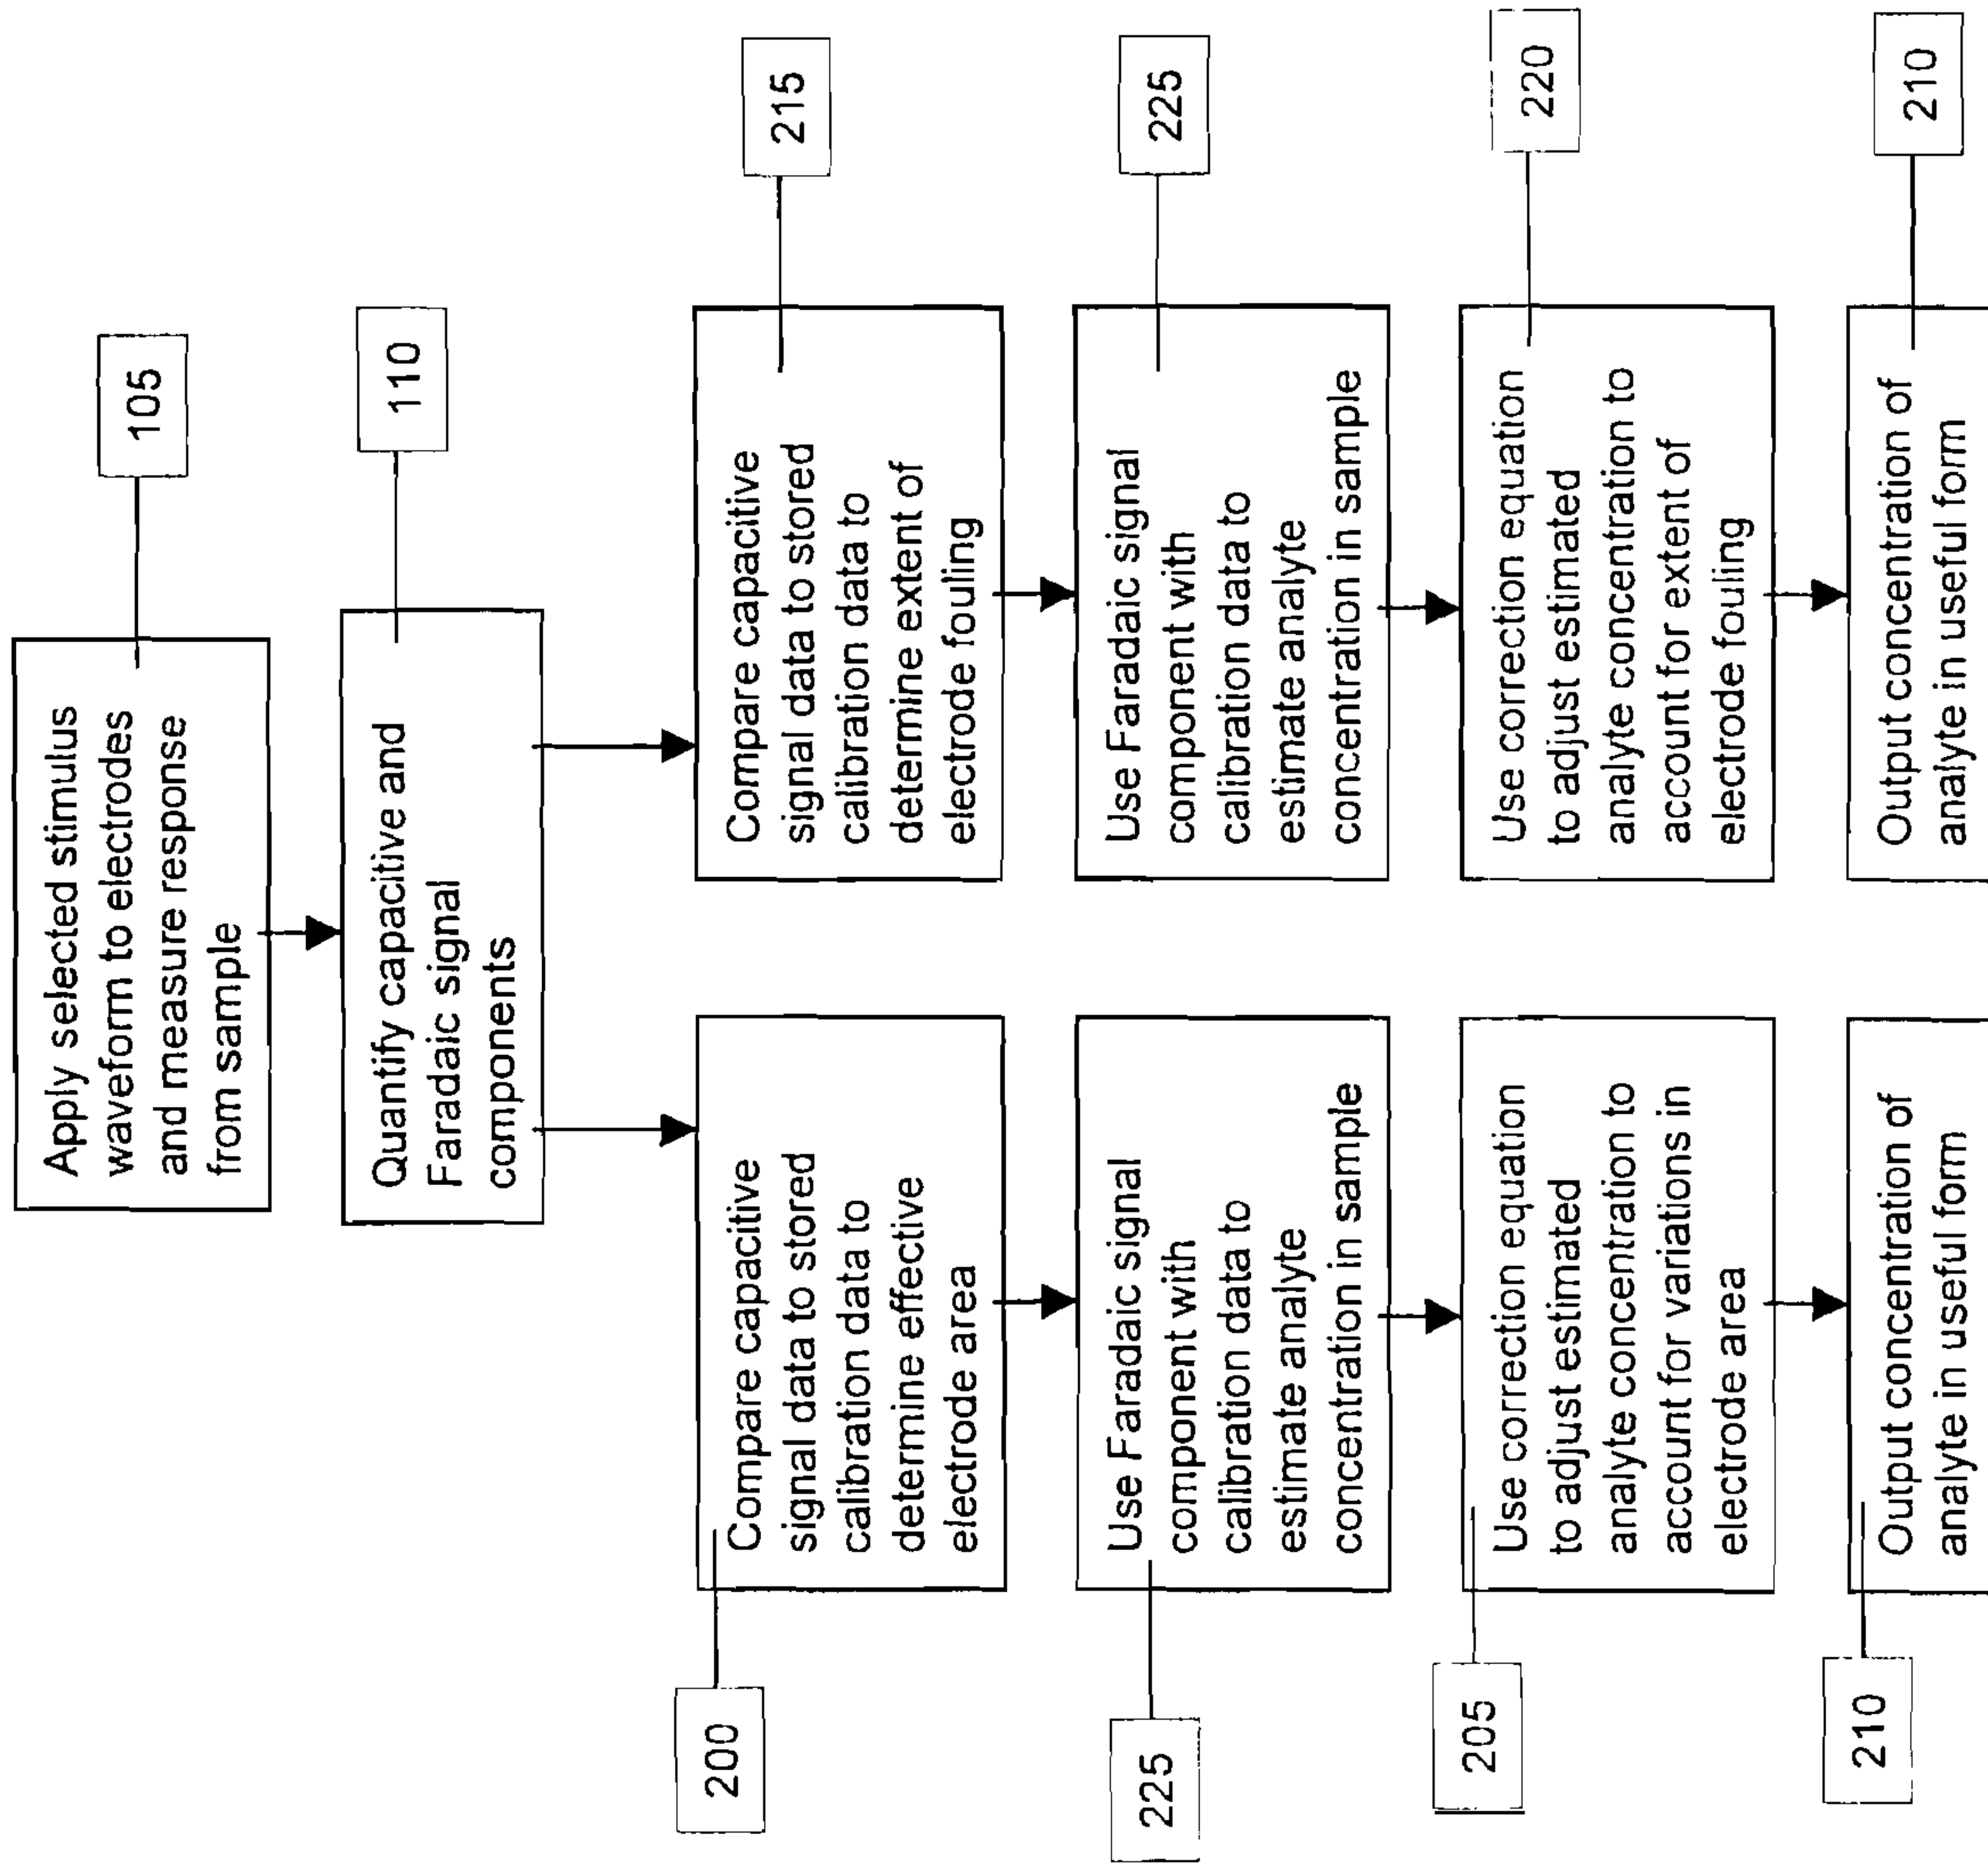 Apply selected stimulus
waveform to electrodes
and measure response
from sample
105
Quantify capacitive and
Faradaic signal
components
110
200
Compare capacitive
signal data to stored
calibration data to
determine effective
electrode area
225
Use Faradaic signal
component with
calibration data to
estimate analyte
concentration in sample
205
Use correction equation
to adjust estimated
analyte concentration to
account for variations in
electrode area
210
Output concentration of
analyte in useful form
Compare capacitive
signal data to stored
calibration data to
determine extent of
electrode fouling
215
Use Faradaic signal
component with
calibration data to
estimate analyte
concentration in sample
225
Use correction equation
to adjust estimated
analyte concentration to
account for extent of
electrode fouling
220
Output concentration of
analyte in useful form
210